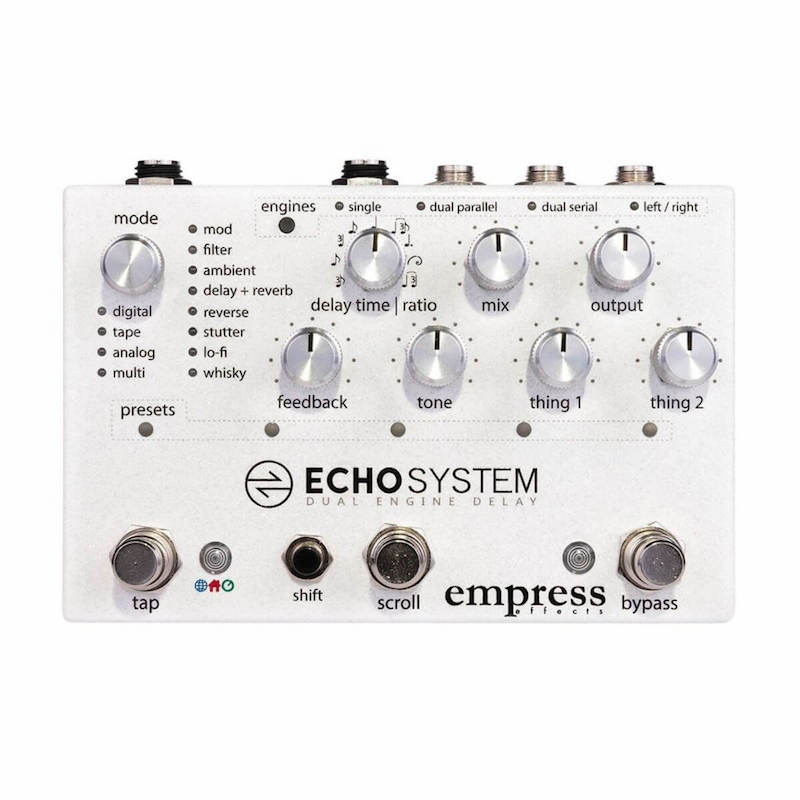 mode
engines
single
dual parallel
dual serial
left / right
mod
filter
ambient
delay + reverb
reverse
stutter
lo-fi
whisky
digital
tape
analog
multi
delay time | ratio
mix
output
feedback
tone
thing 1
thing 2
presets
ECHOSYSTEM
DUAL ENGINE DELAY
tap
shift
scroll
empress
effects
bypass